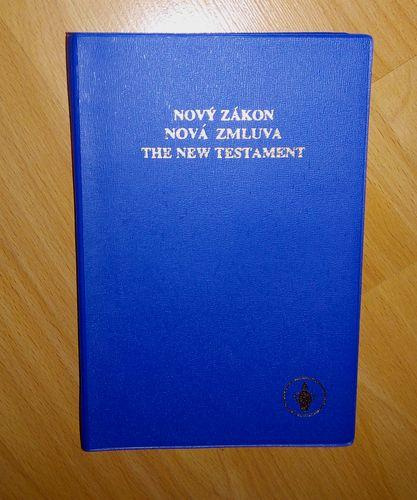 NOVÝ ZÁKON
NOVÁ ZMLUVA
THE NEW TESTAMENT